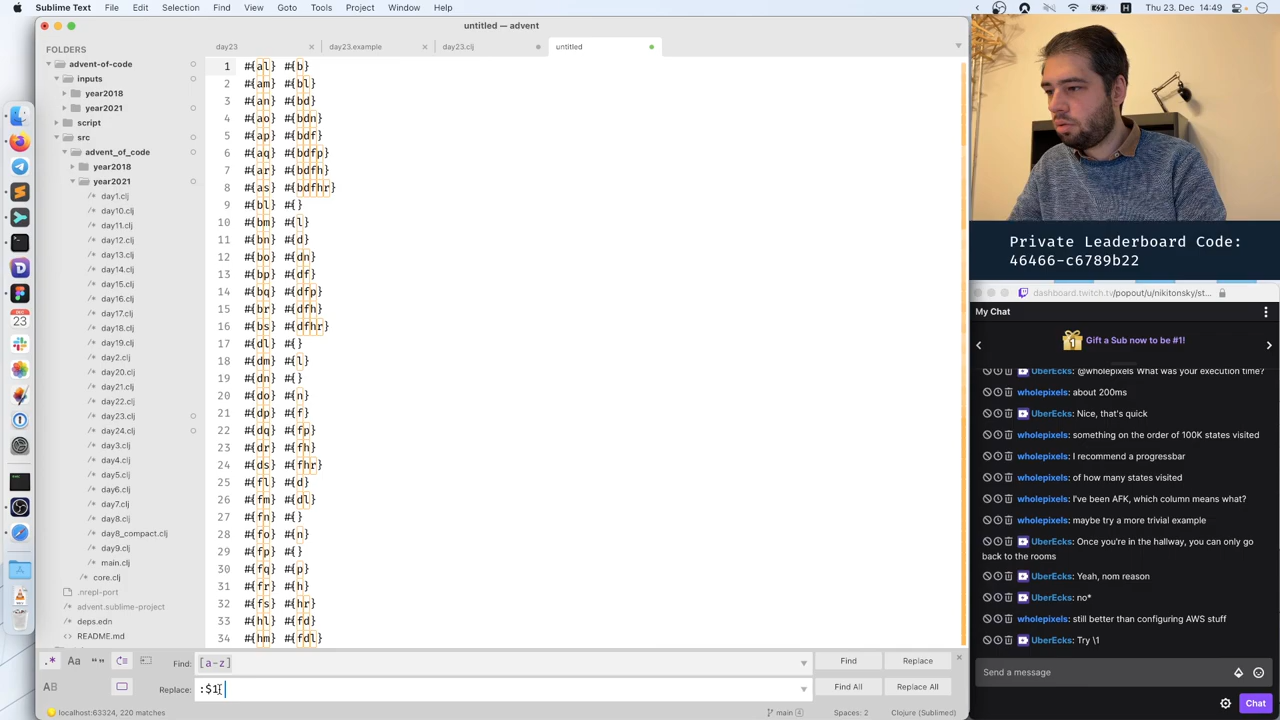 Sublime Text File Edit Selection Find View Goto Tools Project Window Help
Thu 23. Dec 14:49
untitled — advent
FOLDERS
advent-of-code
inputs
year2018
year2021
script
src
advent_of_code
year2018
year2021
/* day1.clj
/* day10.clj
/* day11.clj
/* day12.clj
/* day13.clj
/* day14.clj
/* day15.clj
/* day16.clj
/* day17.clj
/* day18.clj
/* day19.clj
/* day2.clj
/* day20.clj
/* day21.clj
/* day22.clj
/* day23.clj
/* day24.clj
/* day3.clj
/* day4.clj
/* day5.clj
/* day6.clj
/* day7.clj
/* day8.clj
/* day8_compact.clj
/* day9.clj
/* main.clj
/* core.clj
.nrepl-port
advent.sublime-project
deps.edn
README.md
day23
day23.example
day23.clj
untitled
1 #{al} #{b}
2 #{am} #{bl}
3 #{an} #{bd}
4 #{ao} #{bdn}
5 #{ap} #{bdf}
6 #{aq} #{bdfp}
7 #{ar} #{bdfh}
8 #{as} #{bdfhr}
9 #{bl} #{}
10 #{bm} #{l}
11 #{bn} #{d}
12 #{bo} #{dn}
13 #{bp} #{df}
14 #{bq} #{dfp}
15 #{br} #{dfh}
16 #{bs} #{dfhr}
17 #{dl} #{}
18 #{dm} #{l}
19 #{dn} #{}
20 #{do} #{n}
21 #{dp} #{f}
22 #{dq} #{fp}
23 #{dr} #{fh}
24 #{ds} #{fhr}
25 #{fl} #{d}
26 #{fm} #{dl}
27 #{fn} #{}
28 #{fo} #{n}
29 #{fp} #{}
30 #{fq} #{p}
31 #{fr} #{h}
32 #{fs} #{hr}
33 #{hl} #{fd}
34 #{hm} #{fdl}
Find: [a-z]
Find
Replace
Replace: :$1
Find All
Replace All
localhost:63324, 220 matches
main 4
Spaces: 2
Clojure (Sublimed)
Private Leaderboard Code:
46466-c6789b22
dashboard.twitch.tv/popout/u/nikitonsky/st...
My Chat
1 Gift a Sub now to be #1!
UberEcks: @wholepixels What was your execution time?
wholepixels: about 200ms
UberEcks: Nice, that's quick
wholepixels: something on the order of 100K states visited
wholepixels: I recommend a progressbar
wholepixels: of how many states visited
wholepixels: I've been AFK, which column means what?
wholepixels: maybe try a more trivial example
UberEcks: Once you're in the hallway, you can only go
back to the rooms
UberEcks: Yeah, nom reason
UberEcks: no*
wholepixels: still better than configuring AWS stuff
UberEcks: Try \1
Send a message
Chat